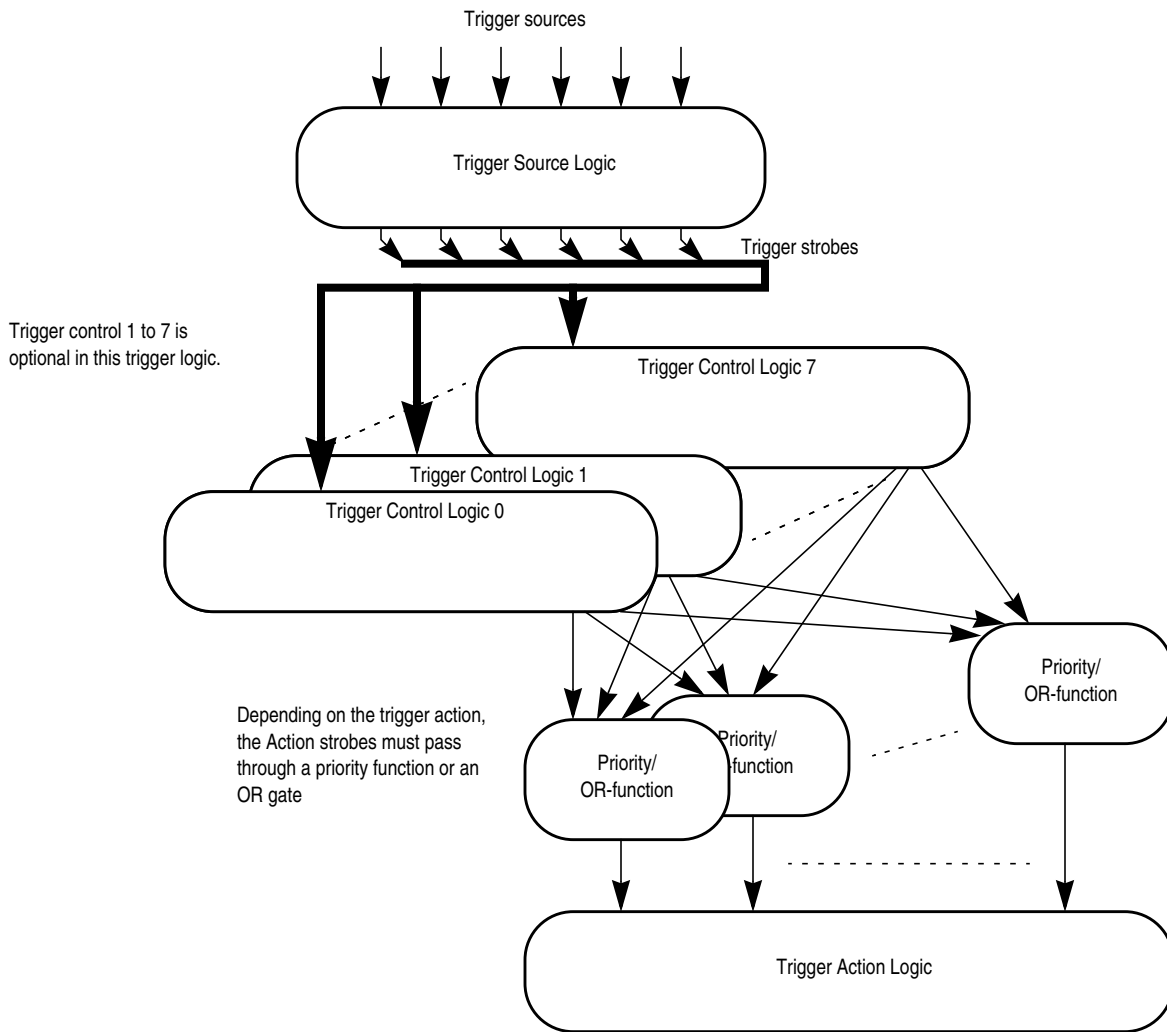 Trigger sources
Trigger Source Logic
Trigger strobes
Trigger control 1 to 7 is
optional in this trigger logic.
Trigger Control Logic 7
Trigger Control Logic 1
Trigger Control Logic 0
Priority/
OR-function
Depending on the trigger action,
the Action strobes must pass
through a priority function or an
OR gate
Priority/
OR-function
Priority/
-function
Trigger Action Logic